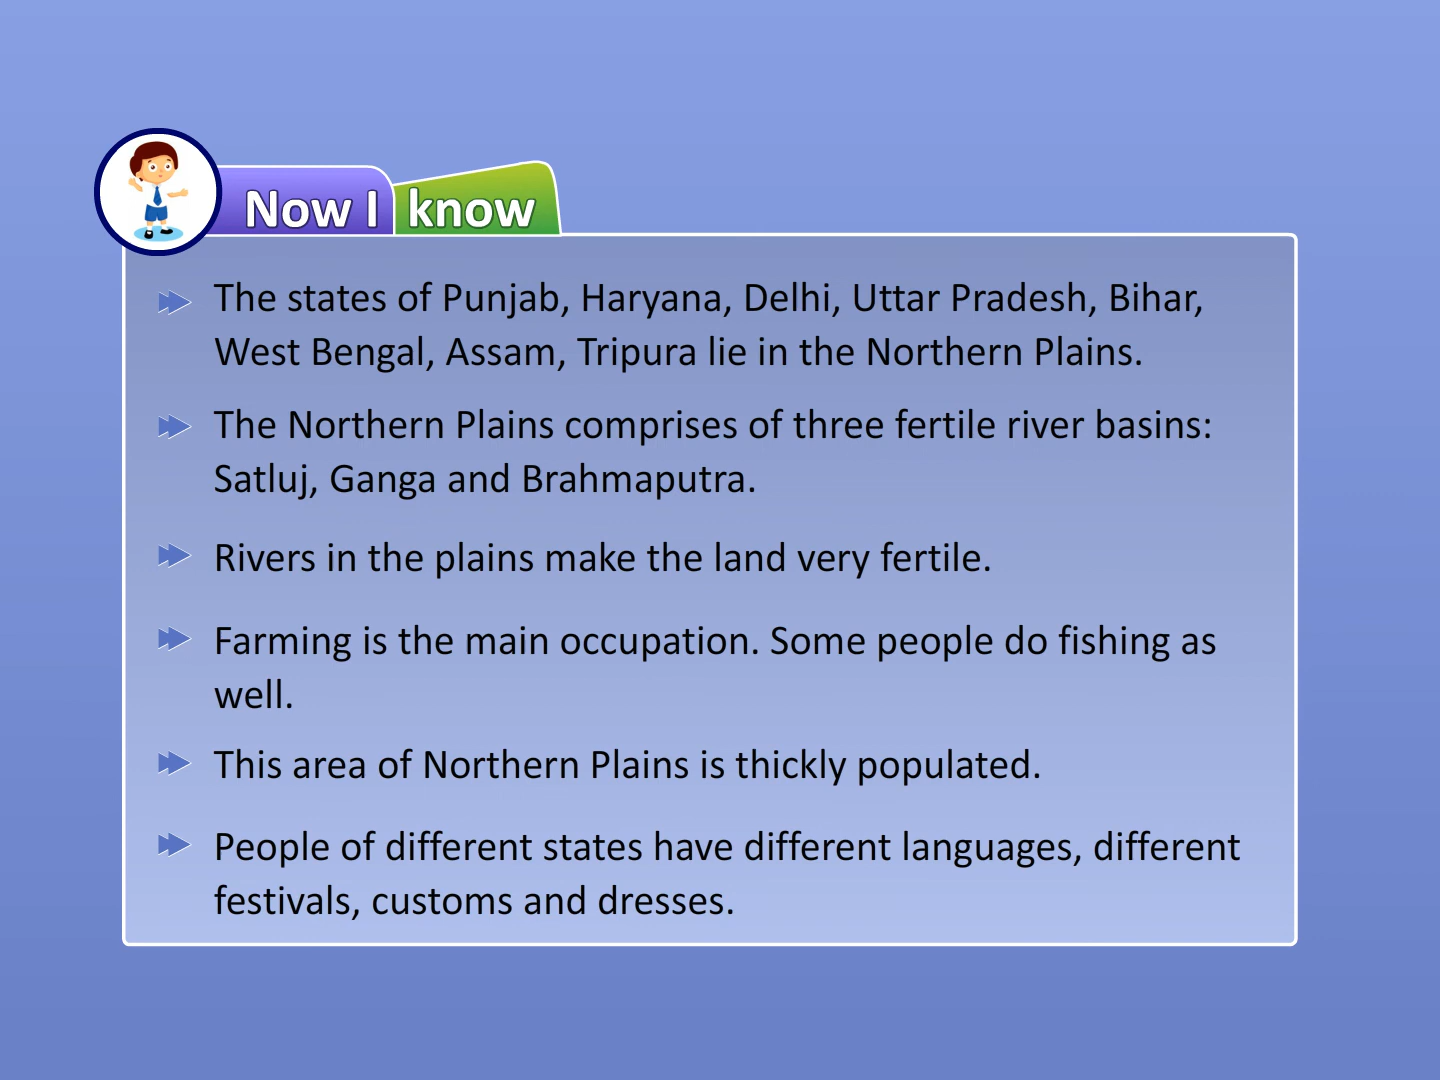 Now I know
The states of Punjab, Haryana, Delhi, Uttar Pradesh, Bihar,
West Bengal, Assam, Tripura lie in the Northern Plains.
The Northern Plains comprises of three fertile river basins:
Satluj, Ganga and Brahmaputra.
Rivers in the plains make the land very fertile.
Farming is the main occupation. Some people do fishing as
well.
This area of Northern Plains is thickly populated.
People of different states have different languages, different
festivals, customs and dresses.